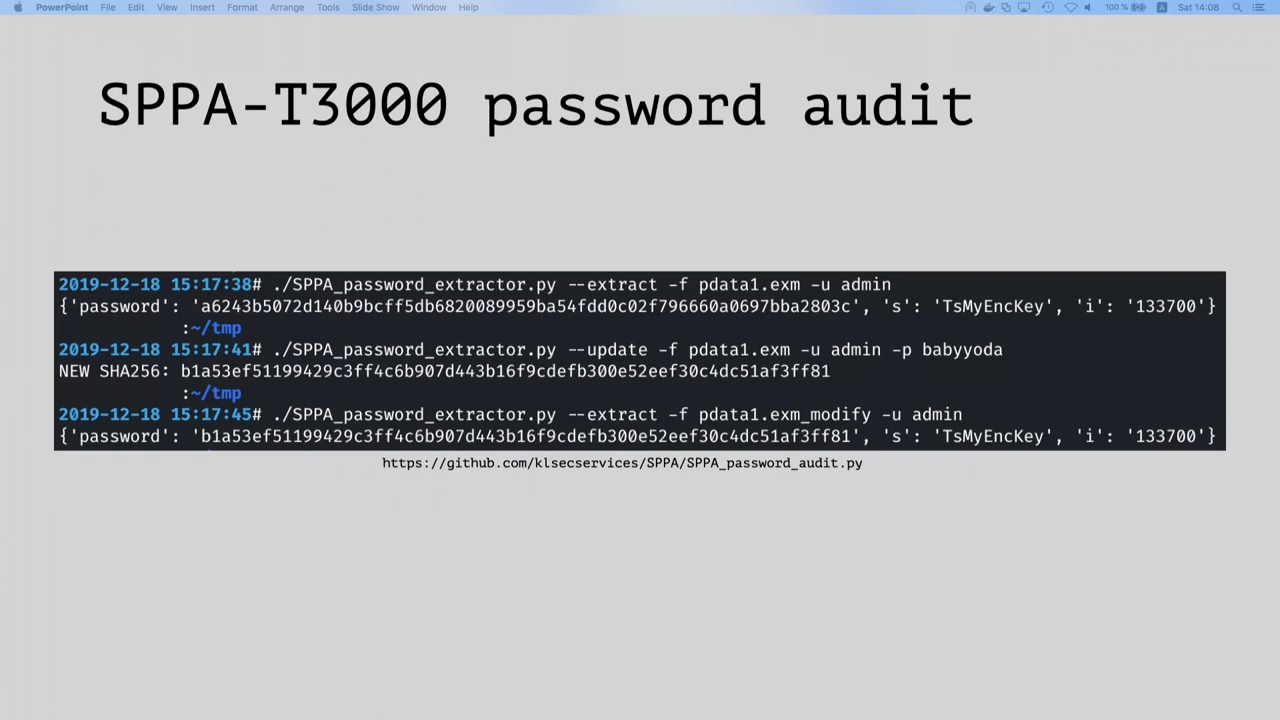 PowerPoint File Edit View Insert Format Arrange Tools Slide Show Window Help 100 % A Sat 14:08
SPPA-T3000 password audit
2019-12-18 15:17:38# ./SPPA_password_extractor.py --extract -f pdata1.exm -u admin
{'password': 'a6243b5072d140b9bcff5db6820089959ba54fdd0c02f796660a0697bba2803c', 's': 'TsMyEncKey', 'i': '133700'}
:~/tmp
2019-12-18 15:17:41# ./SPPA_password_extractor.py --update -f pdata1.exm -u admin -p babyyoda
NEW SHA256: b1a53ef51199429c3ff4c6b907d443b16f9cdefb300e52eef30c4dc51af3ff81
:~/tmp
2019-12-18 15:17:45# ./SPPA_password_extractor.py --extract -f pdata1.exm_modify -u admin
{'password': 'b1a53ef51199429c3ff4c6b907d443b16f9cdefb300e52eef30c4dc51af3ff81', 's': 'TsMyEncKey', 'i': '133700'}
https://github.com/klsecservices/SPPA/SPPA_password_audit.py